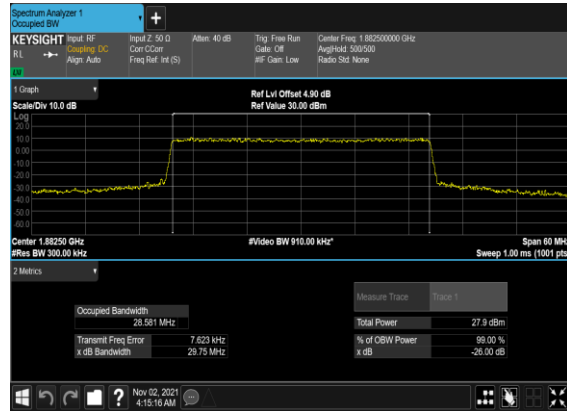 Spectrum Analyzer 1
Occupied BW
+
KEYSIGHT Input: RF Input Z: 50 Ω Atten: 40 dB Trig: Free Run Center Freq: 1.882500000 GHz
RL Coupling: DC Corr CCorr Gate: Off Avg|Hold: 500/500
Align: Auto Freq Ref: Int (S) #IF Gain: Low Radio Std: None
LW
1 Graph
Ref Lvl Offset 4.90 dB
Scale/Div 10.0 dB Ref Value 30.00 dBm
Log
20.0
10.0
0.00
-10.0
-20.0
-30.0
-40.0
-50.0
-60.0
Center 1.88250 GHz #Video BW 910.00 kHz* Span 60 MHz
#Res BW 300.00 kHz Sweep 1.00 ms (1001 pts)
2 Metrics
Measure Trace Trace 1
Occupied Bandwidth
28.581 MHz Total Power 27.9 dBm
Transmit Freq Error 7.623 kHz % of OBW Power 99.00 %
x dB Bandwidth 29.75 MHz x dB -26.00 dB
? Nov 02, 2021
4:15:16 AM